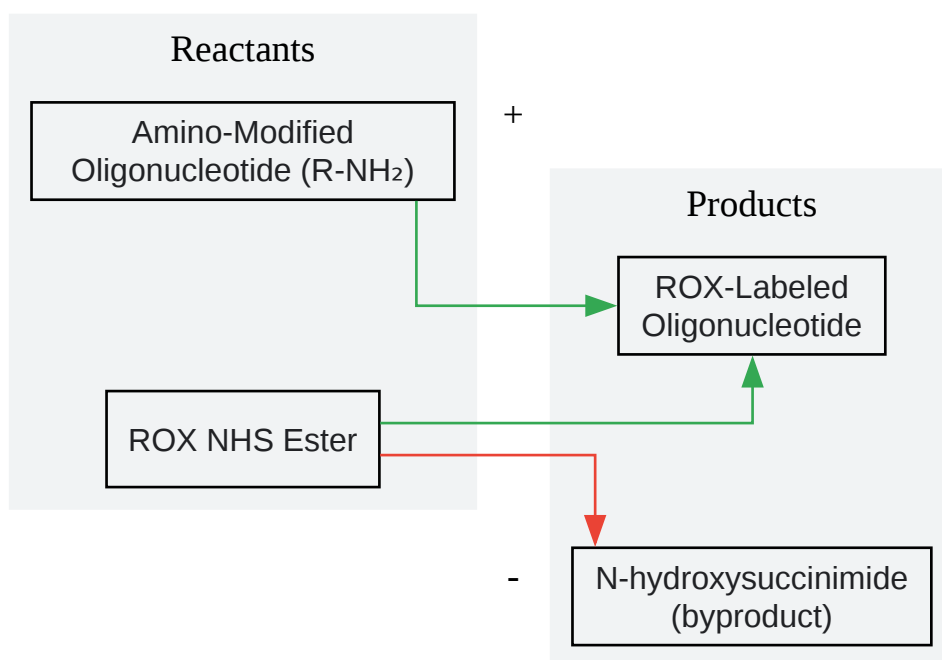 Reactants
Amino-Modified
Oligonucleotide (R-NH₂)
ROX NHS Ester
+
-
Products
ROX-Labeled
Oligonucleotide
N-hydroxysuccinimide
(byproduct)